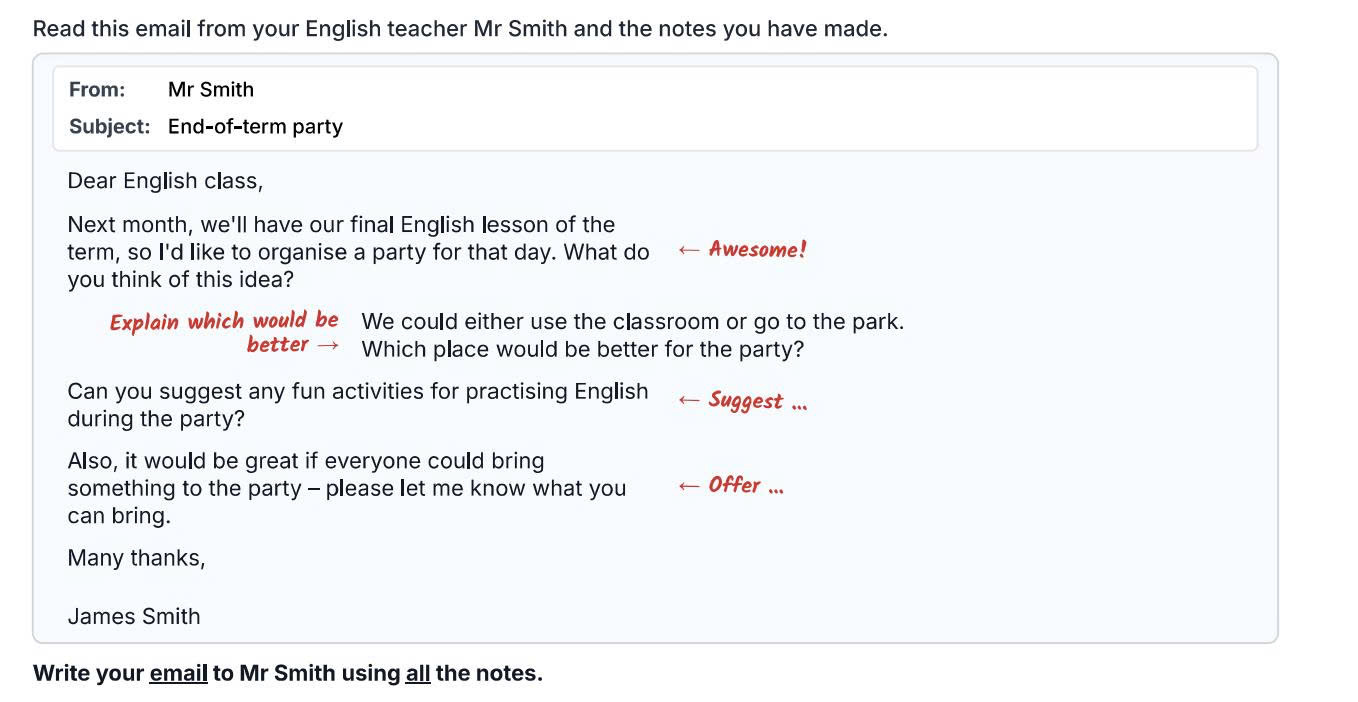 Read this email from your English teacher Mr Smith and the notes you have made.
From: Mr Smith
Subject: End-of-term party
Dear English class,
Next month, we'll have our final English lesson of the
term, so I'd like to organise a party for that day. What do
you think of this idea?
← Awesome!
Explain which would be
better →
We could either use the classroom or go to the park.
Which place would be better for the party?
Can you suggest any fun activities for practising English
during the party?
← Suggest ...
Also, it would be great if everyone could bring
something to the party – please let me know what you
can bring.
← Offer ...
Many thanks,
James Smith
Write your email to Mr Smith using all the notes.